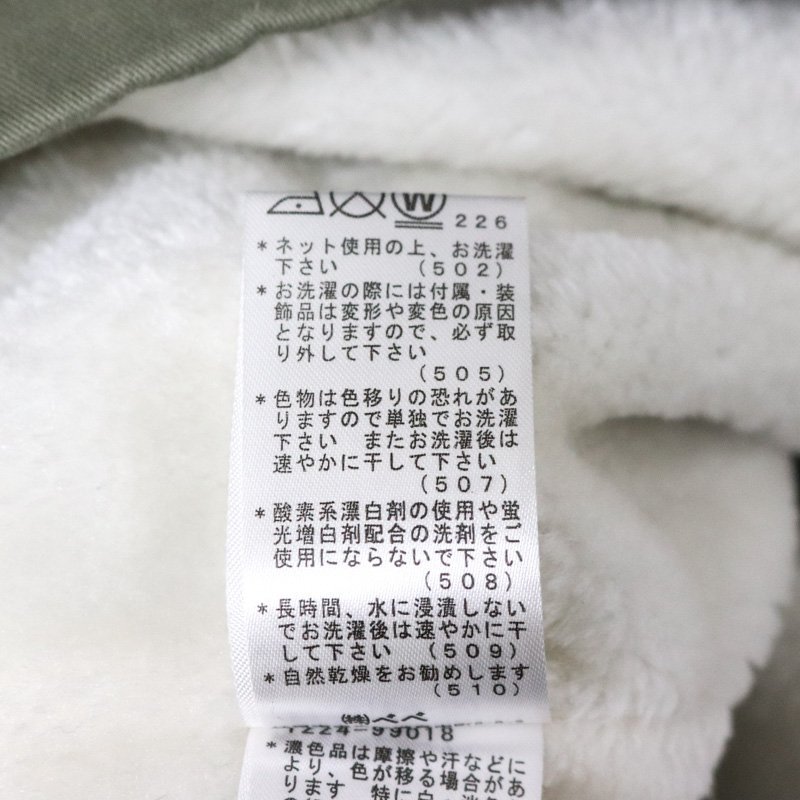 W 226
*ネット使用の上、お洗濯
下さい (502)
*お洗濯の際には付属・装
飾品は変形や変色の原因
となりますので、必ず取
り外して下さい
(505)
*色物は色移りの恐れがあ
りますので単独でお洗濯
下さい またお洗濯後は
速やかに干して下さい
(507)
*酸素系漂白剤の使用や蛍
光増白剤配合の洗剤をご
使用にならないで下さい
(508)
*長時間、水に浸漬しない
でお洗濯後は速やかに干
して下さい (509)
*自然乾燥をお勧めします
(510)
㈱べべ
1224-99018
*濃色品は摩擦や汗などに
より、色が移る場合があ
ります 特に白